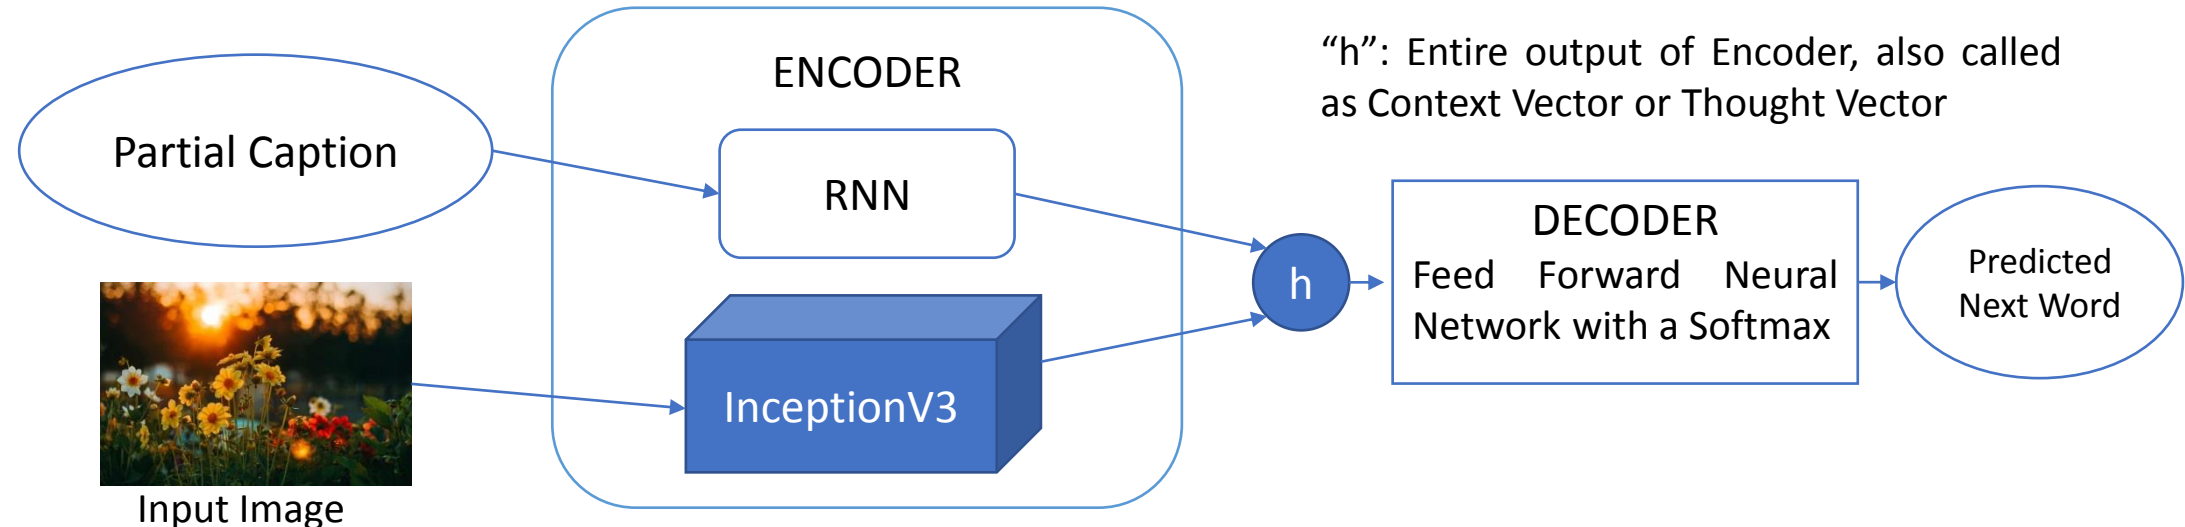 ENCODER
“h”: Entire output of Encoder, also called
as Context Vector or Thought Vector
Partial Caption
RNN
DECODER
Feed Forward Neural
Network with a Softmax
h
Predicted
Next Word
InceptionV3
Input Image